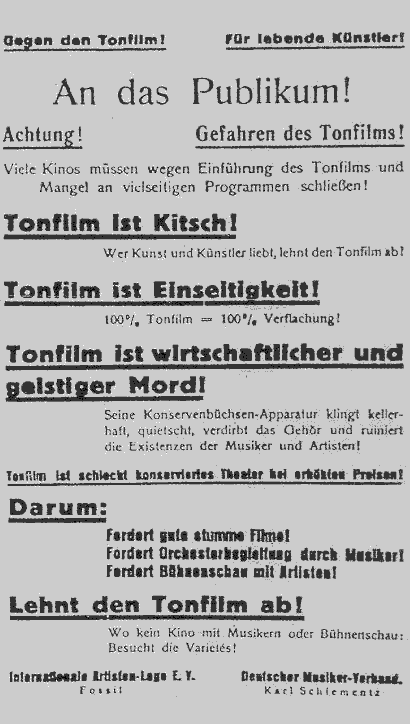 Gegen den Tonfilm! Für lebende Künstler!
An das Publikum!
Achtung! Gefahren des Tonfilms!
Viele Kinos müssen wegen Einführung des Tonfilms und
Mangel an vielseitigen Programmen schließen!
Tonfilm ist Kitsch!
Wer Kunst und Künstler liebt, lehnt den Tonfilm ab!
Tonfilm ist Einseitigkeit!
100% Tonfilm = 100% Verflachung!
Tonfilm ist wirtschaftlicher und
geistiger Mord!
Seine Konservenbüchsen-Apparatur klingt keller-
haft, quietscht, verdirbt das Gehör und ruiniert
die Existenzen der Musiker und Artisten!
Tonfilm ist schlecht konserviertes Theater bei erhöhten Preisen!
Darum:
Fordert gute stumme Filme!
Fordert Orchesterbegleitung durch Musiker!
Fordert Bühnenschau mit Artisten!
Lehnt den Tonfilm ab!
Wo kein Kino mit Musikern oder Bühnenschau:
Besucht die Varietés!
Internationale Artisten-Loge E. V. Deutscher Musiker-Verband.
Fossil Karl Schiementz